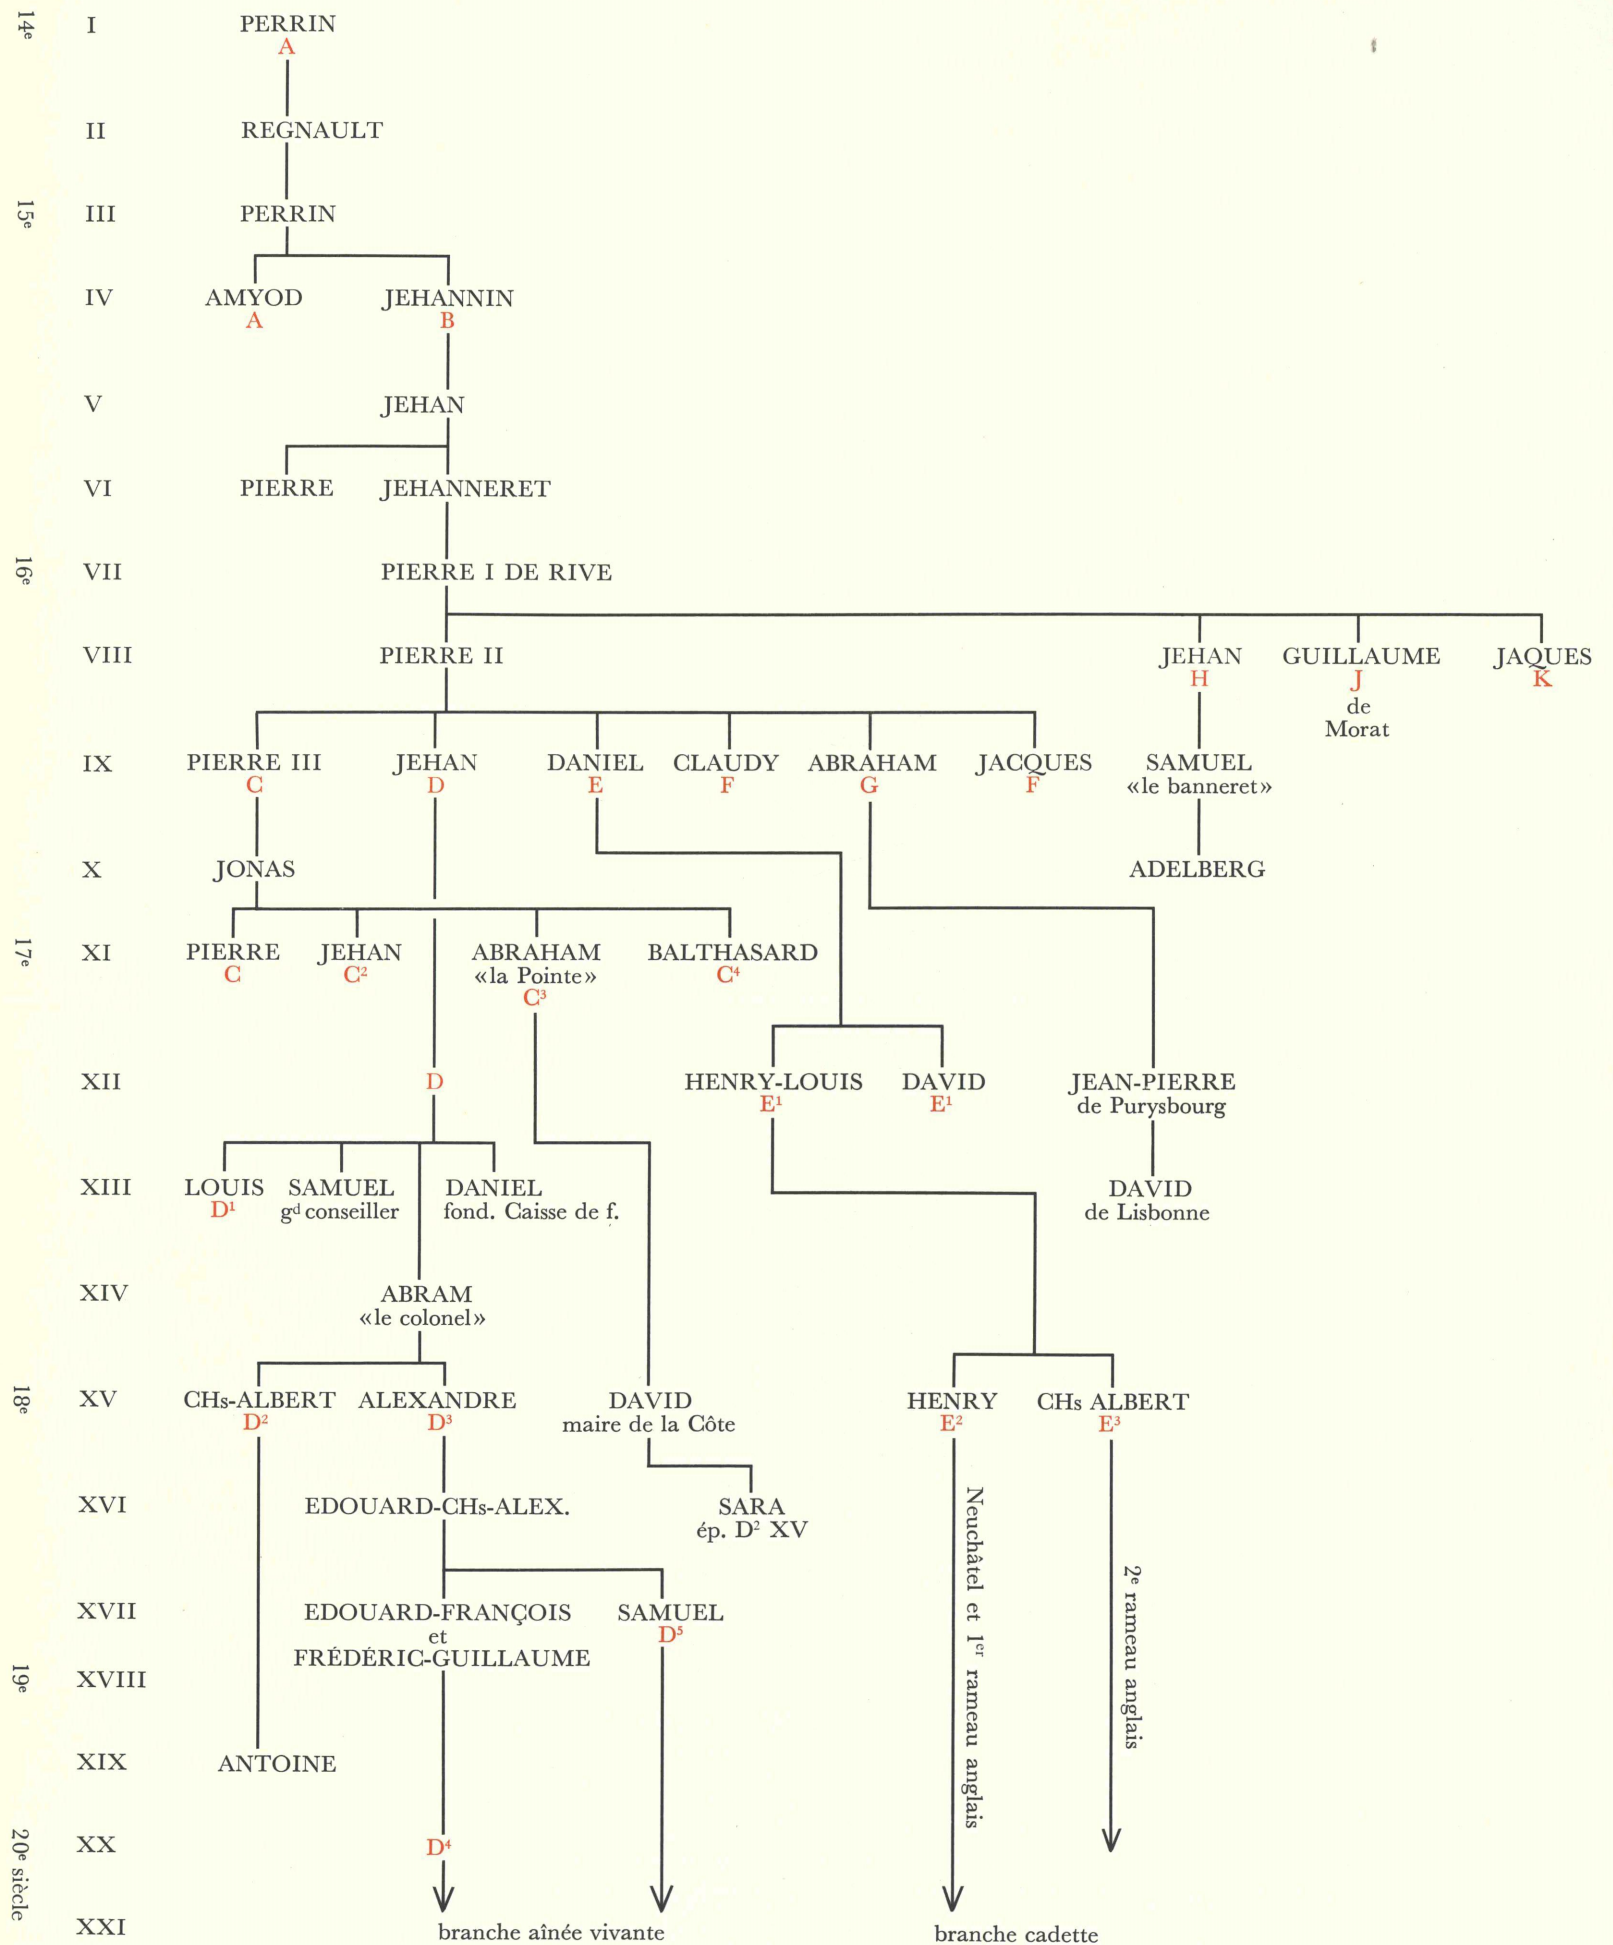 14e I PERRIN
A
II REGNAULT
15e III PERRIN
IV AMYOD JEHANNIN
A B
V JEHAN
VI PIERRE JEHANNERET
16e VII PIERRE I DE RIVE
VIII PIERRE II JEHAN GUILLAUME JAQUES
H J K
de
Morat
IX PIERRE III JEHAN DANIEL CLAUDY ABRAHAM JACQUES SAMUEL
C D E F G F «le banneret»
X JONAS ADELBERG
17e XI PIERRE JEHAN ABRAHAM BALTHASARD
C C² «la Pointe» C⁴
C³
XII D HENRY-LOUIS DAVID JEAN-PIERRE
E¹ E¹ de Purysbourg
XIII LOUIS SAMUEL DANIEL DAVID
D¹ gd conseiller fond. Caisse de f. de Lisbonne
XIV ABRAM
«le colonel»
18e XV CHs-ALBERT ALEXANDRE DAVID HENRY CHs ALBERT
D² D³ maire de la Côte E² E³
XVI EDOUARD-CHs-ALEX. SARA
ép. D² XV
Neuchâtel et 1er rameau anglais
2e rameau anglais
XVII EDOUARD-FRANÇOIS SAMUEL
et D⁵
FRÉDÉRIC-GUILLAUME
19e XVIII
XIX ANTOINE
20e siècle XX D⁴
XXI branche aînée vivante branche cadette